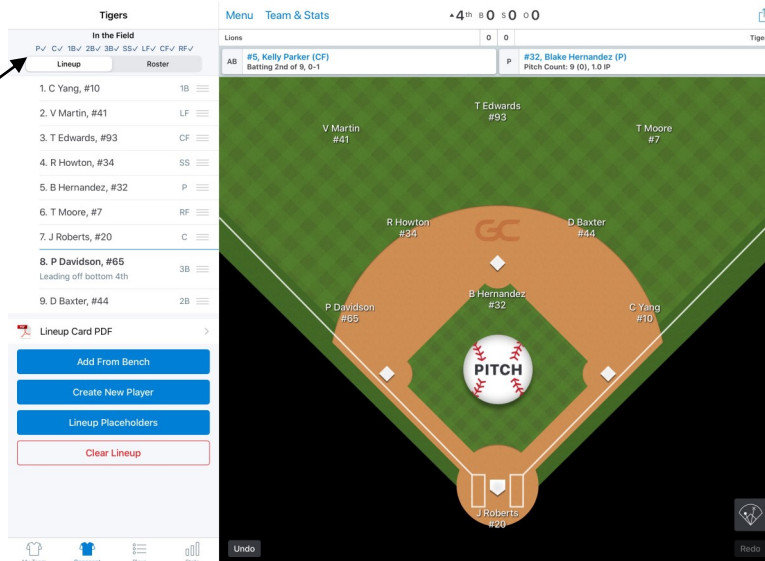 Tigers
In the Field
P✓ C✓ 1B✓ 2B✓ 3B✓ SS✓ LF✓ CF✓ RF✓
Lineup Roster
1. C Yang, #10 1B
2. V Martin, #41 LF
3. T Edwards, #93 CF
4. R Howton, #34 SS
5. B Hernandez, #32 P
6. T Moore, #7 RF
7. J Roberts, #20 C
8. P Davidson, #65 3B
Leading off bottom 4th
9. D Baxter, #44 2B
Lineup Card PDF
Add From Bench
Create New Player
Lineup Placeholders
Clear Lineup
Menu Team & Stats ▲4th B 0 S 0 O 0
Lions 0 0 Tige
AB #5, Kelly Parker (CF)
Batting 2nd of 9, 0-1
P #32, Blake Hernandez (P)
Pitch Count: 9 (0), 1.0 IP
T Edwards
#93
V Martin
#41
T Moore
#7
R Howton
#34
GC
D Baxter
#44
B Hernandez
#32
P Davidson
#65
C Yang
#10
PITCH
J Roberts
#20
Undo Redo